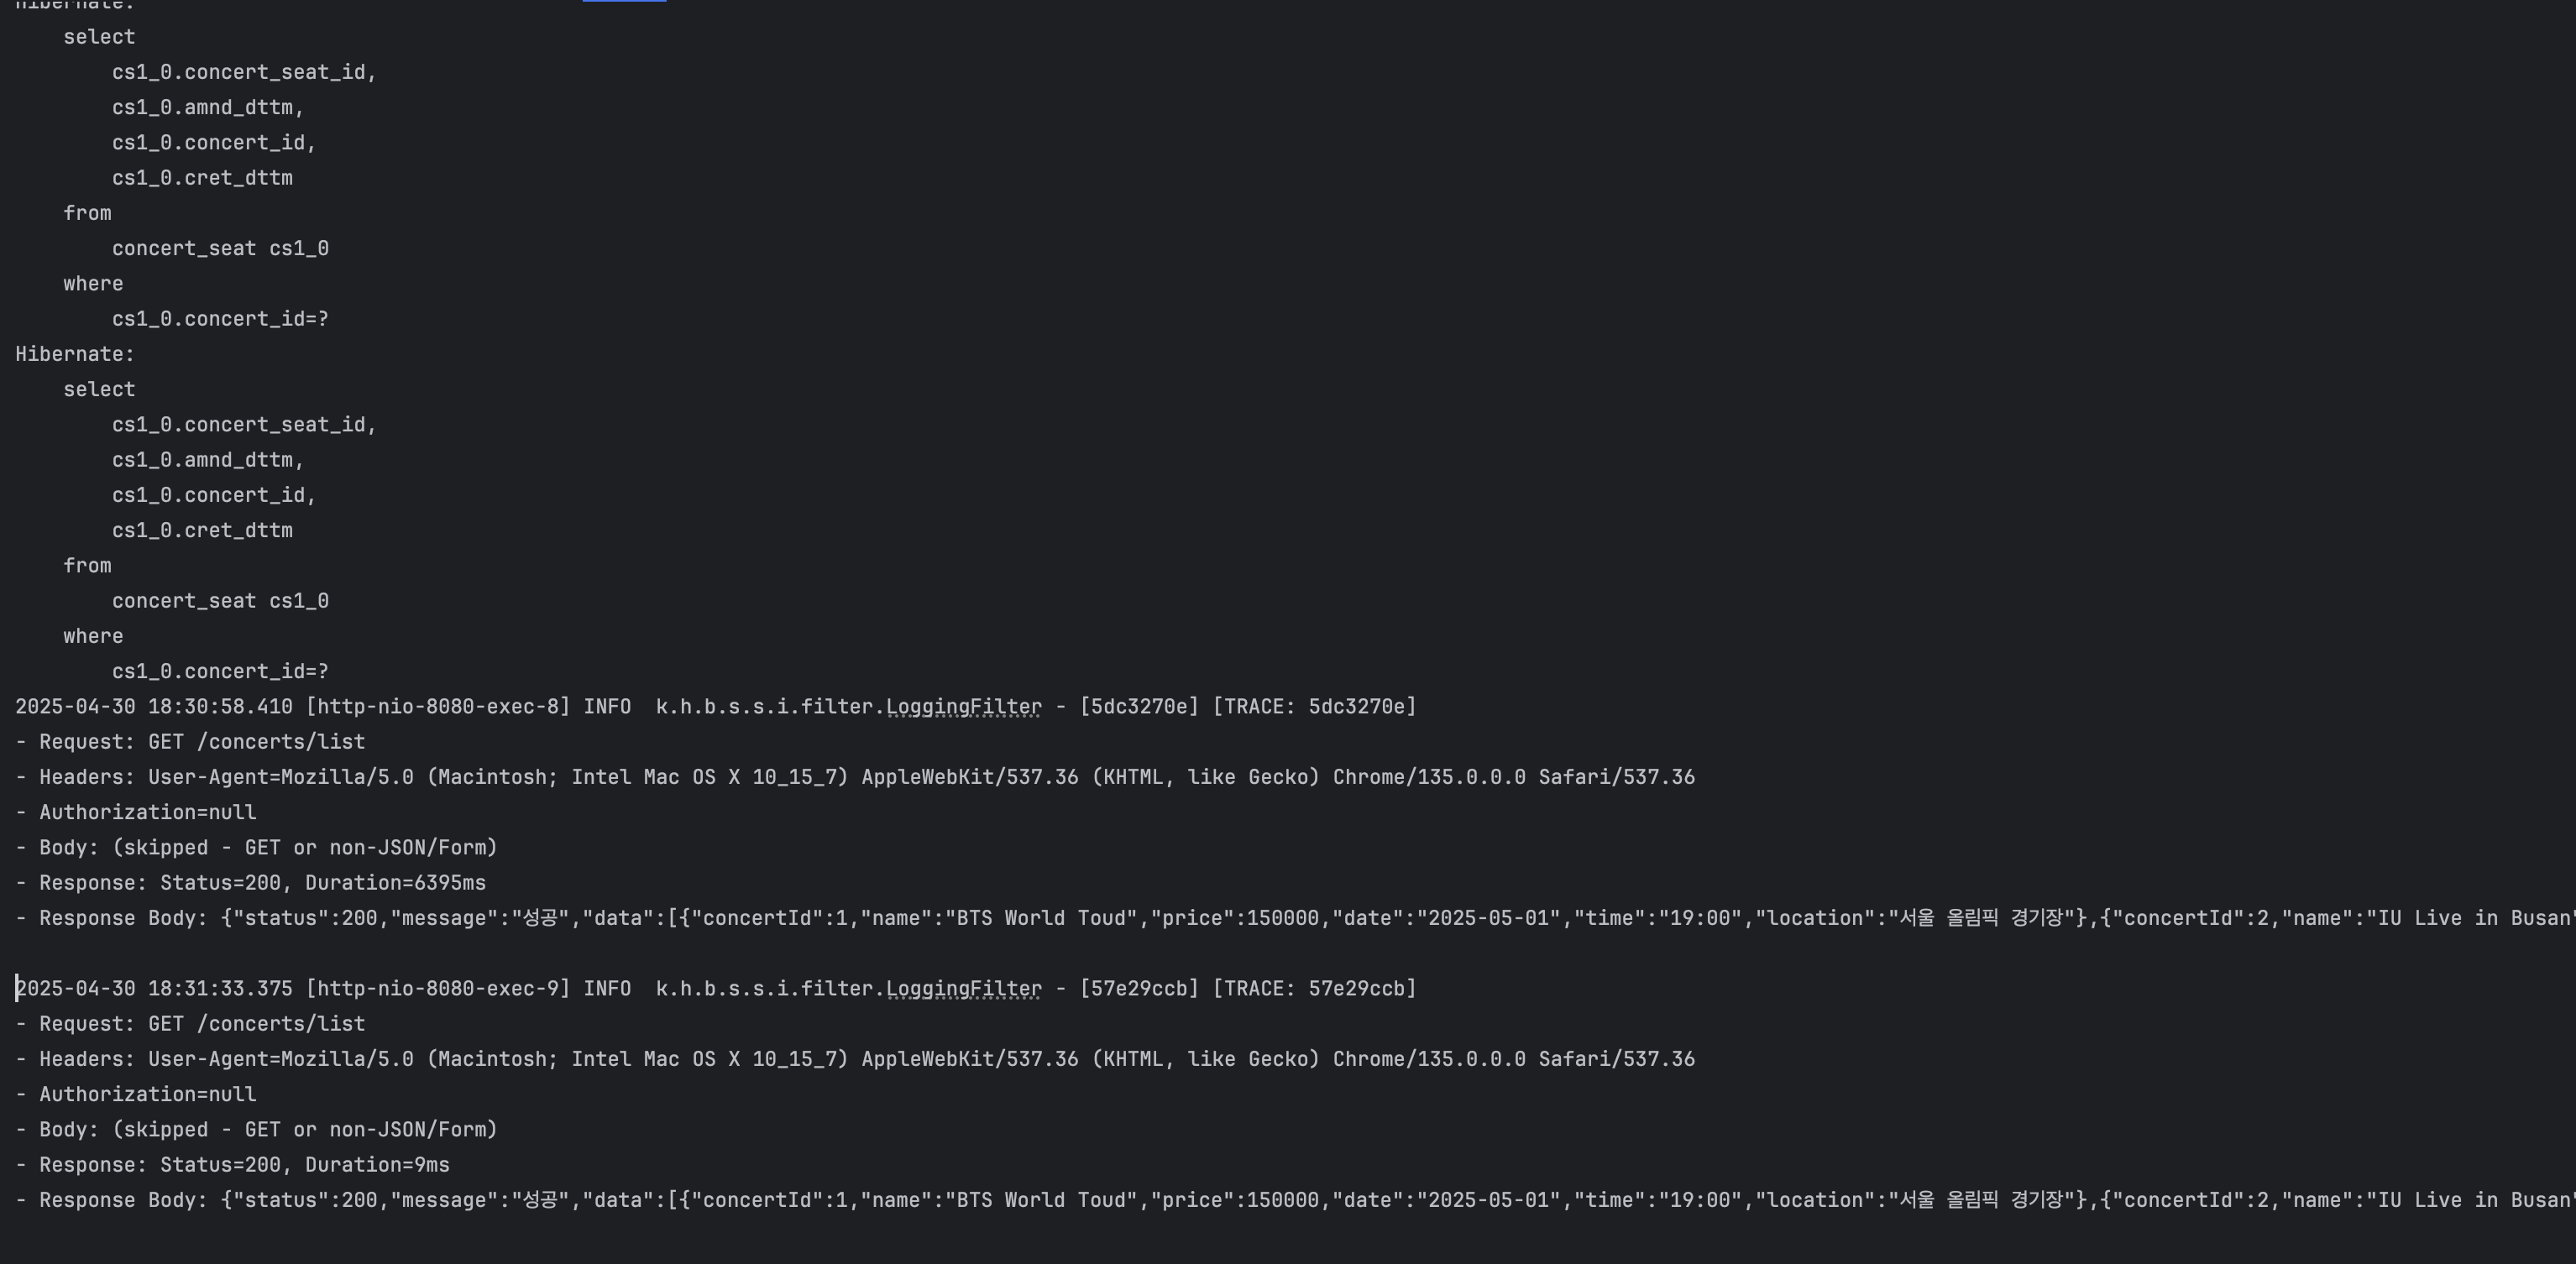 Hibernate:
select
cs1_0.concert_seat_id,
cs1_0.amnd_dttm,
cs1_0.concert_id,
cs1_0.cret_dttm
from
concert_seat cs1_0
where
cs1_0.concert_id=?
Hibernate:
select
cs1_0.concert_seat_id,
cs1_0.amnd_dttm,
cs1_0.concert_id,
cs1_0.cret_dttm
from
concert_seat cs1_0
where
cs1_0.concert_id=?
2025-04-30 18:30:58.410 [http-nio-8080-exec-8] INFO  k.h.b.s.s.i.filter.LoggingFilter - [5dc3270e] [TRACE: 5dc3270e]
- Request: GET /concerts/list
- Headers: User-Agent=Mozilla/5.0 (Macintosh; Intel Mac OS X 10_15_7) AppleWebKit/537.36 (KHTML, like Gecko) Chrome/135.0.0.0 Safari/537.36
- Authorization=null
- Body: (skipped - GET or non-JSON/Form)
- Response: Status=200, Duration=6395ms
- Response Body: {"status":200,"message":"성공","data":[{"concertId":1,"name":"BTS World Toud","price":150000,"date":"2025-05-01","time":"19:00","location":"서울 올림픽 경기장"},{"concertId":2,"name":"IU Live in Busan"
2025-04-30 18:31:33.375 [http-nio-8080-exec-9] INFO  k.h.b.s.s.i.filter.LoggingFilter - [57e29ccb] [TRACE: 57e29ccb]
- Request: GET /concerts/list
- Headers: User-Agent=Mozilla/5.0 (Macintosh; Intel Mac OS X 10_15_7) AppleWebKit/537.36 (KHTML, like Gecko) Chrome/135.0.0.0 Safari/537.36
- Authorization=null
- Body: (skipped - GET or non-JSON/Form)
- Response: Status=200, Duration=9ms
- Response Body: {"status":200,"message":"성공","data":[{"concertId":1,"name":"BTS World Toud","price":150000,"date":"2025-05-01","time":"19:00","location":"서울 올림픽 경기장"},{"concertId":2,"name":"IU Live in Busan"